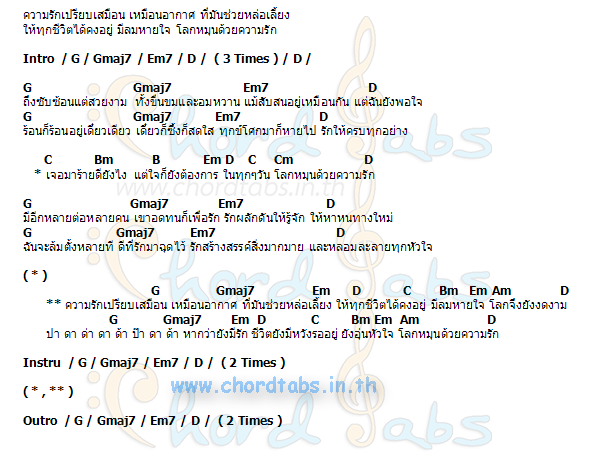 ความรักเปรียบเสมือน เหมือนอากาศ ที่มันช่วยหล่อเลี้ยง
ให้ทุกชีวิตได้คงอยู่ มีลมหายใจ โลกหมุนด้วยความรัก
Intro / G / Gmaj7 / Em7 / D / ( 3 Times ) / D /
G Gmaj7 Em7 D
ถึงซับซ้อนแต่สวยงาม ทั้งขื่นขมและอมหวาน แม้สับสนอยู่เหมือนกัน แต่ฉันยังพอใจ
G Gmaj7 Em7 D
ร้อนก็ร้อนอยู่เดี๋ยวเดียว เดี๋ยวก็ซึ้งก็สดใส ทุกข์โศกมาก็หายไป รักให้ครบทุกอย่าง
C Bm B Em D C Cm D
* เจอมาร้ายดียังไง แต่ใจก็ยังต้องการ ในทุกๆวัน โลกหมุนด้วยความรัก
www.chordtabs.in.th
G Gmaj7 Em7 D
มีอีกหลายต่อหลายคน เขาอดทนก็เพื่อรัก รักผลักดันให้รู้จัก ให้หาหนทางใหม่
G Gmaj7 Em7 D
ฉันจะล้มตั้งหลายที ดีที่รักมาฉุดไว้ รักสร้างสรรค์สิ่งมากมาย และหลอมละลายทุกหัวใจ
( * )
G Gmaj7 Em D C Bm Em Am D
** ความรักเปรียบเสมือน เหมือนอากาศ ที่มันช่วยหล่อเลี้ยง ให้ทุกชีวิตได้คงอยู่ มีลมหายใจ โลกจึงยังงดงาม
G Gmaj7 Em D C Bm Em Am D
ปา ดา ด่า ดา ด้า ป๊า ดา ด้า หากว่ายังมีรัก ชีวิตยังมีหวังรออยู่ ยังอุ่นหัวใจ โลกหมุนด้วยความรัก
Instru / G / Gmaj7 / Em7 / D / ( 2 Times )
www.chordtabs.in.th
( * , ** )
Outro / G / Gmaj7 / Em7 / D / ( 2 Times )